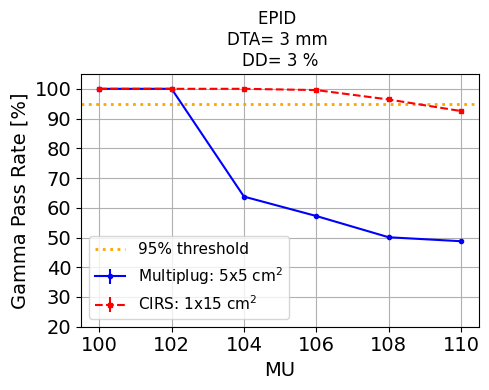 EPID
DTA= 3 mm
DD= 3 %
Gamma Pass Rate [%]
100
90
80
70
60
50
40
30
20
95% threshold
Multiplug: 5x5 cm²
CIRS: 1x15 cm²
100 102 104 106 108 110
MU